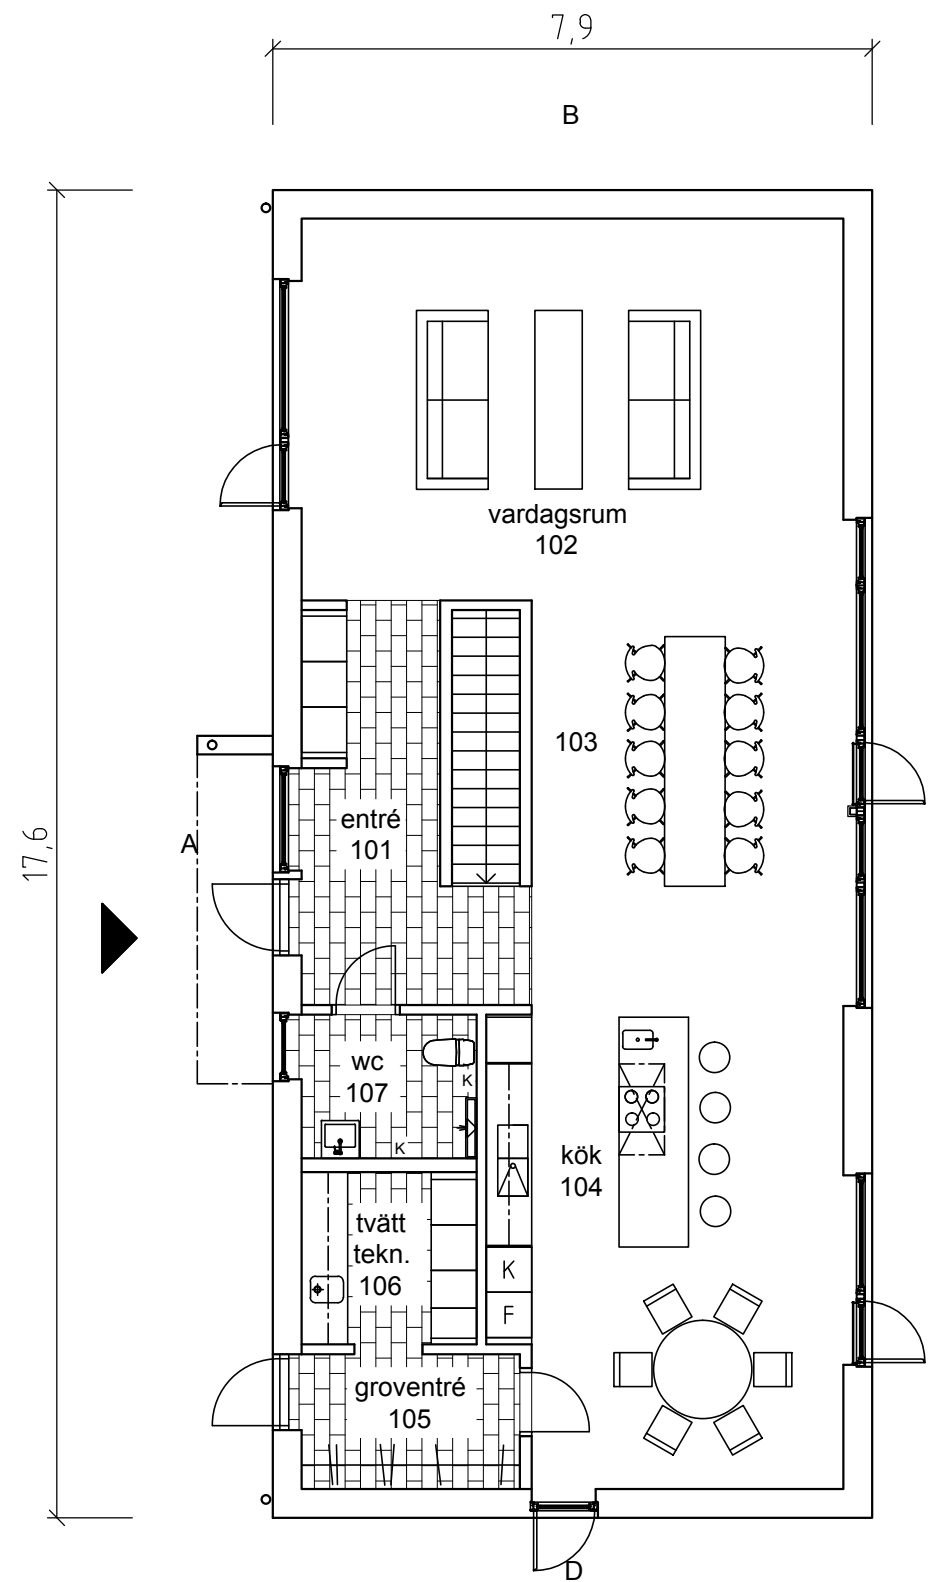 7,9
B
vardagsrum
102
103
entré
101
A
17,6
wc
107
K
K
kök
104
tvätt
tekn.
106
K
F
groventré
105
D